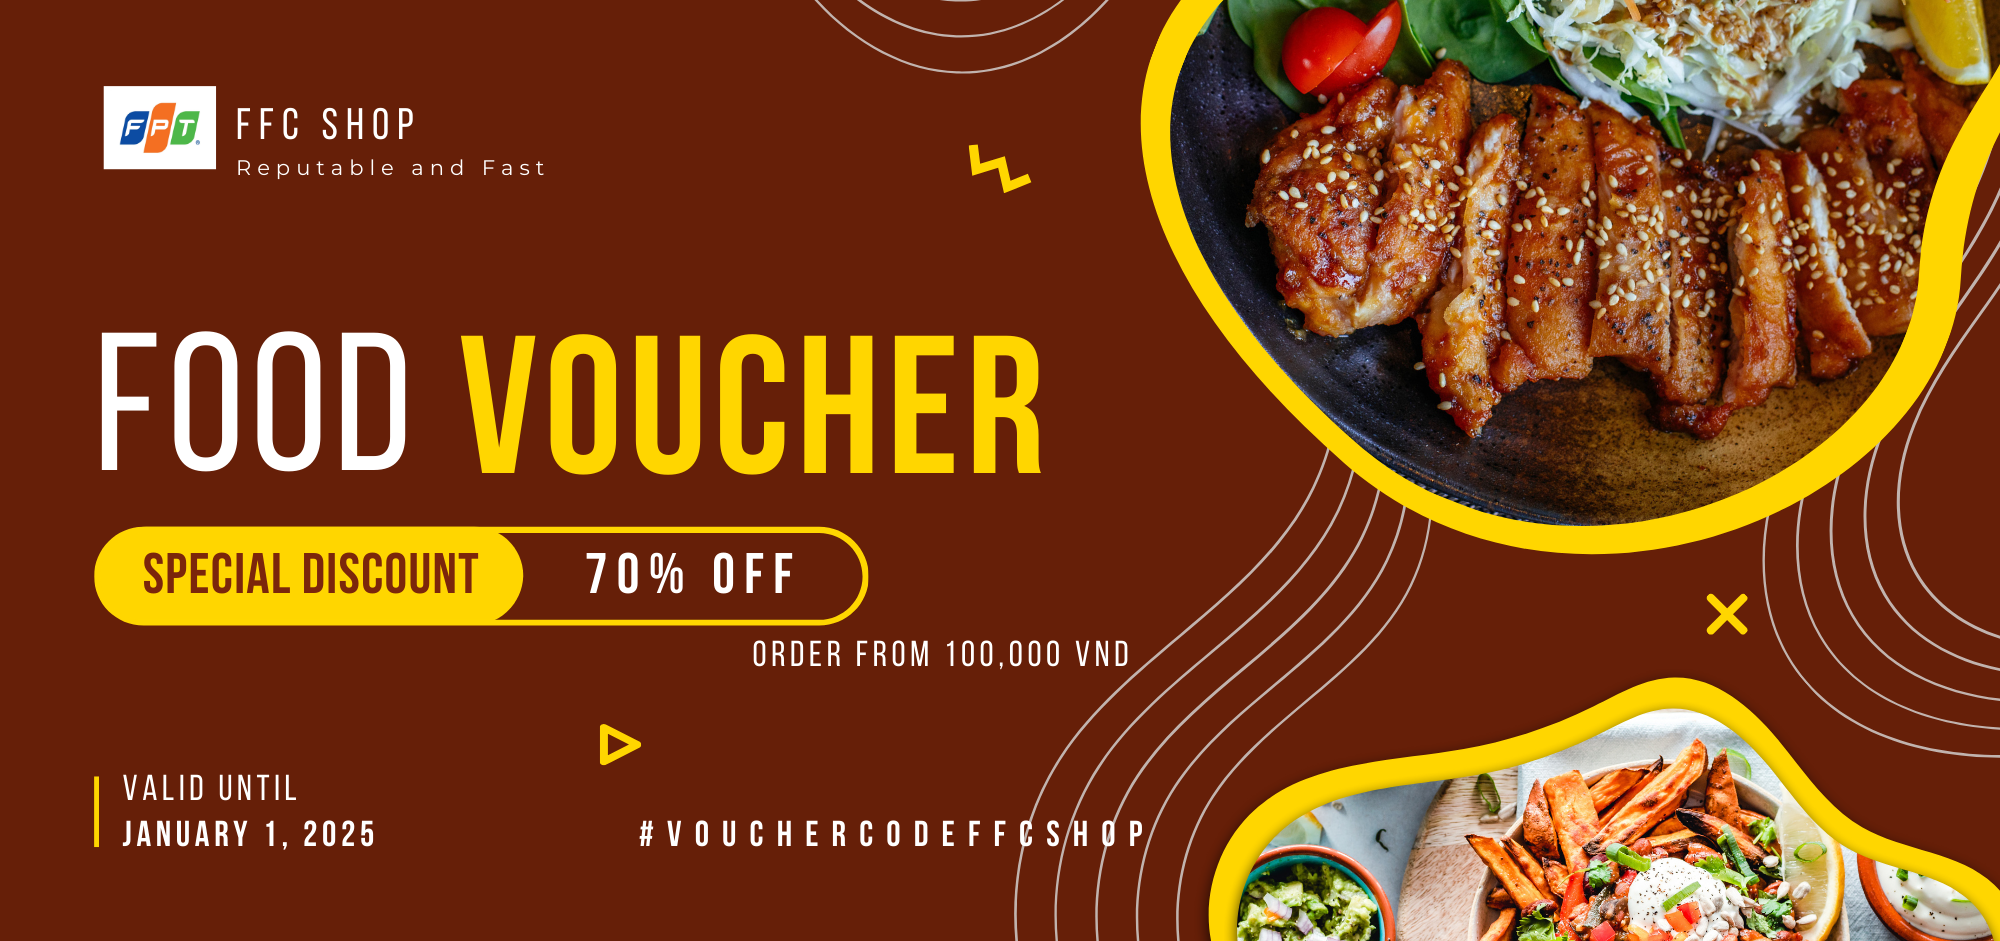 FPT
FFC SHOP
Reputable and Fast
FOOD VOUCHER
SPECIAL DISCOUNT 70% OFF
ORDER FROM 100,000 VND
VALID UNTIL
JANUARY 1, 2025
#VOUCHERCODEFFCSHOP